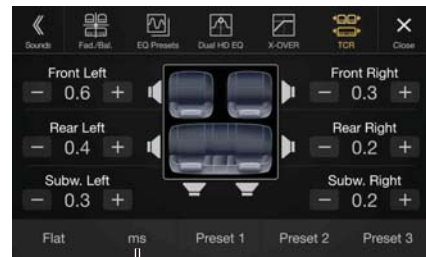 Sounds Fad./Bal. EQ Presets Dual HD EQ X-OVER TCR Close
Front Left Front Right
− 0.6 + − 0.3 +
Rear Left Rear Right
− 0.4 + − 0.2 +
Subw. Left Subw. Right
− 0.3 + − 0.2 +
Flat ms Preset 1 Preset 2 Preset 3